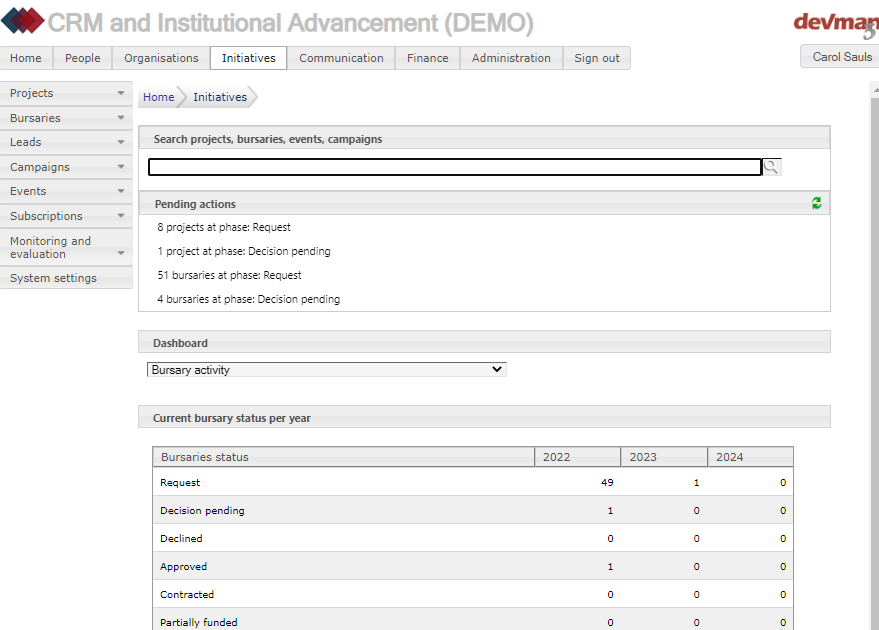 CRM and Institutional Advancement (DEMO)
deVman
3
Home People Organisations Initiatives Communication Finance Administration Sign out
Carol Sauls
Projects
Bursaries
Leads
Campaigns
Events
Subscriptions
Monitoring and
evaluation
System settings
Home Initiatives
Search projects, bursaries, events, campaigns
Pending actions
8 projects at phase: Request
1 project at phase: Decision pending
51 bursaries at phase: Request
4 bursaries at phase: Decision pending
Dashboard
Bursary activity
Current bursary status per year
Bursaries status 2022 2023 2024
Request 49 1 0
Decision pending 1 0 0
Declined 0 0 0
Approved 1 0 0
Contracted 0 0 0
Partially funded 0 0 0